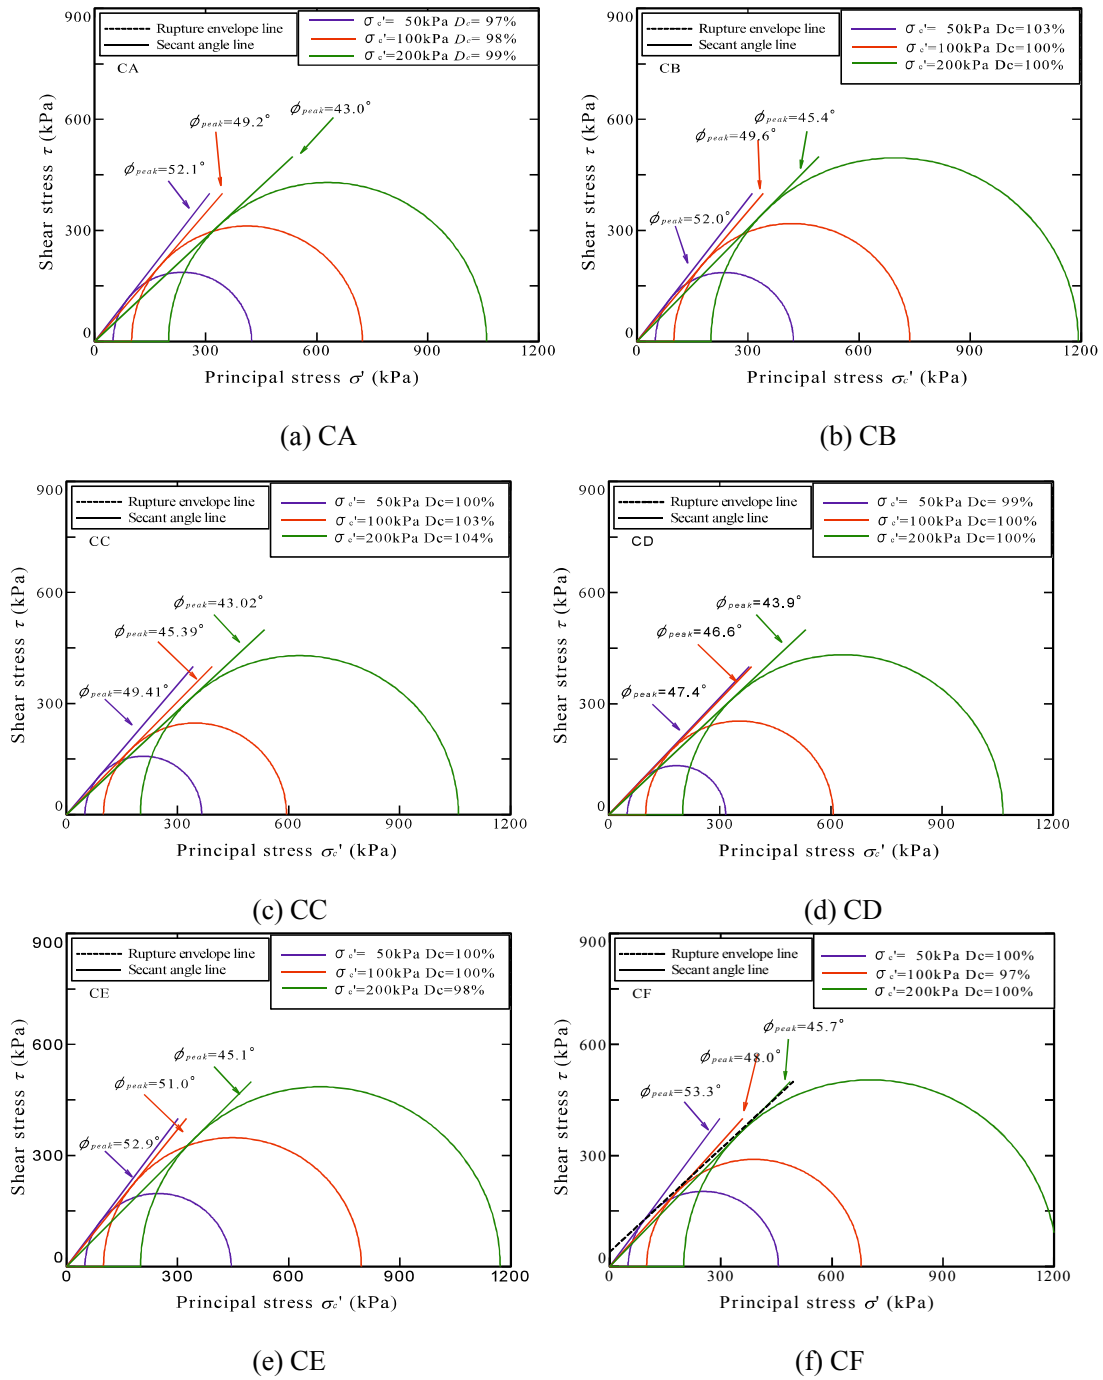 900
600
300
0
0
300
600
900
1200
Shear stress τ (kPa)
Principal stress σ' (kPa)
Rupture envelope line
Secant angle line
CA
σc'= 50kPa Dc= 97%
σc'=100kPa Dc= 98%
σc'=200kPa Dc= 99%
ϕpeak=43.0°
ϕpeak=49.2°
ϕpeak=52.1°
(a) CA
900
600
300
0
0
300
600
900
1200
Shear stress τ (kPa)
Principal stress σc' (kPa)
Rupture envelope line
Secant angle line
CB
σc'= 50kPa Dc=103%
σc'=100kPa Dc=100%
σc'=200kPa Dc=100%
ϕpeak=45.4°
ϕpeak=49.6°
ϕpeak=52.0°
(b) CB
900
600
300
0
0
300
600
900
1200
Shear stress τ (kPa)
Principal stress σc' (kPa)
Rupture envelope line
Secant angle line
CC
σc'= 50kPa Dc=100%
σc'=100kPa Dc=103%
σc'=200kPa Dc=104%
ϕpeak=43.02°
ϕpeak=45.39°
ϕpeak=49.41°
(c) CC
900
600
300
0
0
300
600
900
1200
Shear stress τ (kPa)
Principal stress σc' (kPa)
Rupture envelope line
Secant angle line
CD
σc'= 50kPa Dc= 99%
σc'=100kPa Dc=100%
σc'=200kPa Dc=100%
ϕpeak=43.9°
ϕpeak=46.6°
ϕpeak=47.4°
(d) CD
900
600
300
0
0
300
600
900
1200
Shear stress τ (kPa)
Principal stress σc' (kPa)
Rupture envelope line
Secant angle line
CE
σc'= 50kPa Dc=100%
σc'=100kPa Dc=100%
σc'=200kPa Dc=98%
ϕpeak=45.1°
ϕpeak=51.0°
ϕpeak=52.9°
(e) CE
900
600
300
0
0
300
600
900
1200
Shear stress τ (kPa)
Principal stress σ' (kPa)
Rupture envelope line
Secant angle line
CF
σc'= 50kPa Dc=100%
σc'=100kPa Dc= 97%
σc'=200kPa Dc=100%
ϕpeak=45.7°
ϕpeak=48.0°
ϕpeak=53.3°
(f) CF